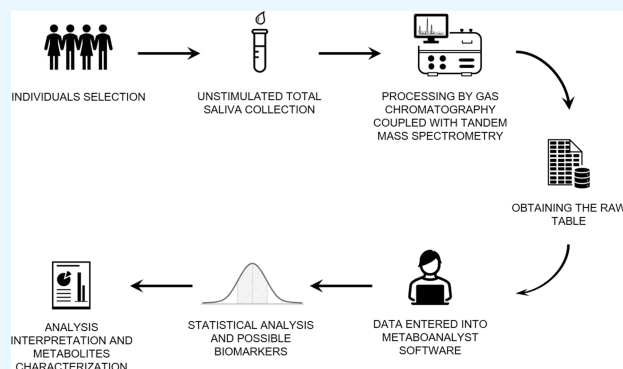 INDIVIDUALS SELECTION
UNSTIMULATED TOTAL
SALIVA COLLECTION
PROCESSING BY GAS
CHROMATOGRAPHY
COUPLED WITH TANDEM
MASS SPECTROMETRY
OBTAINING THE RAW
TABLE
DATA ENTERED INTO
METABOANALYST
SOFTWARE
STATISTICAL ANALYSIS
AND POSSIBLE
BIOMARKERS
ANALYSIS
INTERPRETATION AND
METABOLITES
CHARACTERIZATION